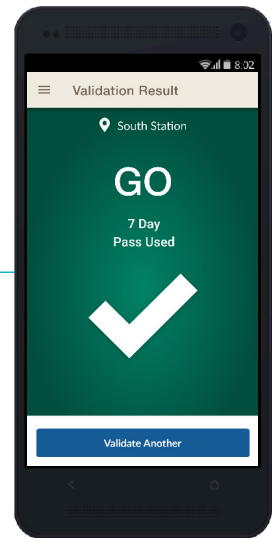 8:02
Validation Result
South Station
GO
7 Day
Pass Used
Validate Another